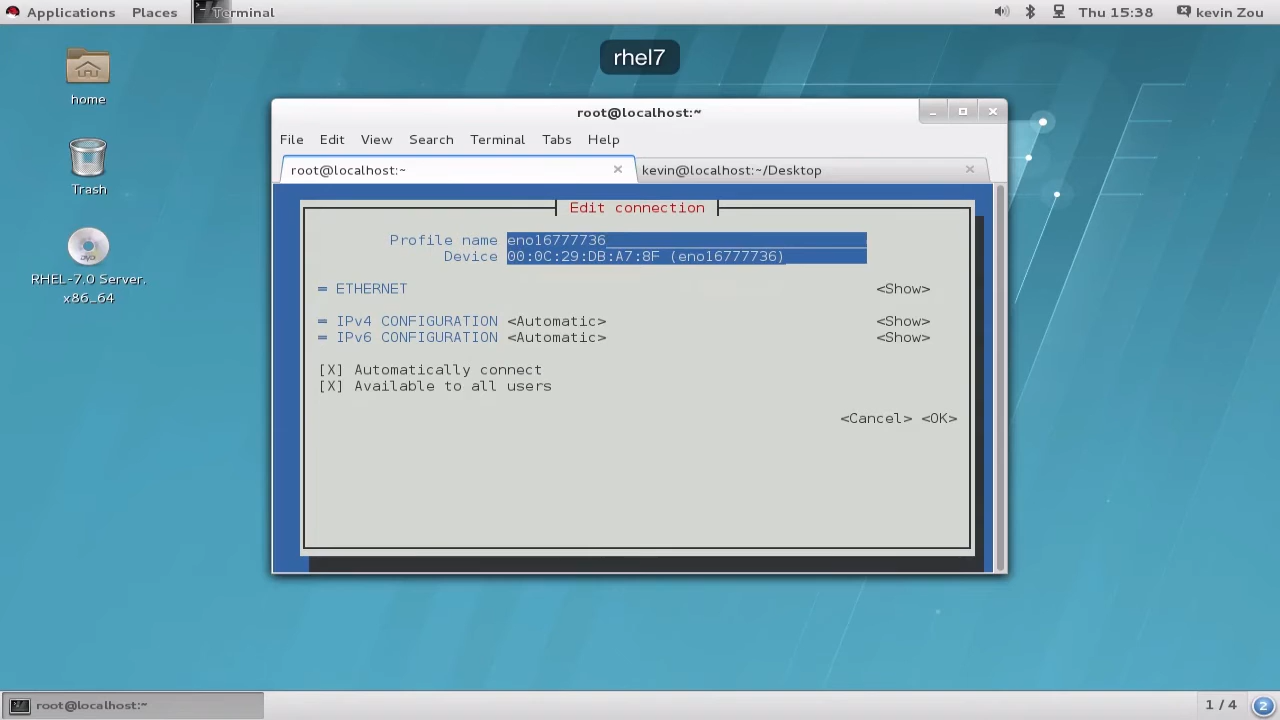 Applications Places Terminal Thu 15:38 kevin Zou
rhel7
home
Trash
RHEL-7.0 Server.
x86_64
root@localhost:~
File Edit View Search Terminal Tabs Help
root@localhost:~ kevin@localhost:~/Desktop
Edit connection
Profile name eno16777736
Device 00:0C:29:DB:A7:8F (eno16777736)
= ETHERNET <Show>
= IPv4 CONFIGURATION <Automatic> <Show>
= IPv6 CONFIGURATION <Automatic> <Show>
[X] Automatically connect
[X] Available to all users
<Cancel> <OK>
root@localhost:~ 1 / 4 2